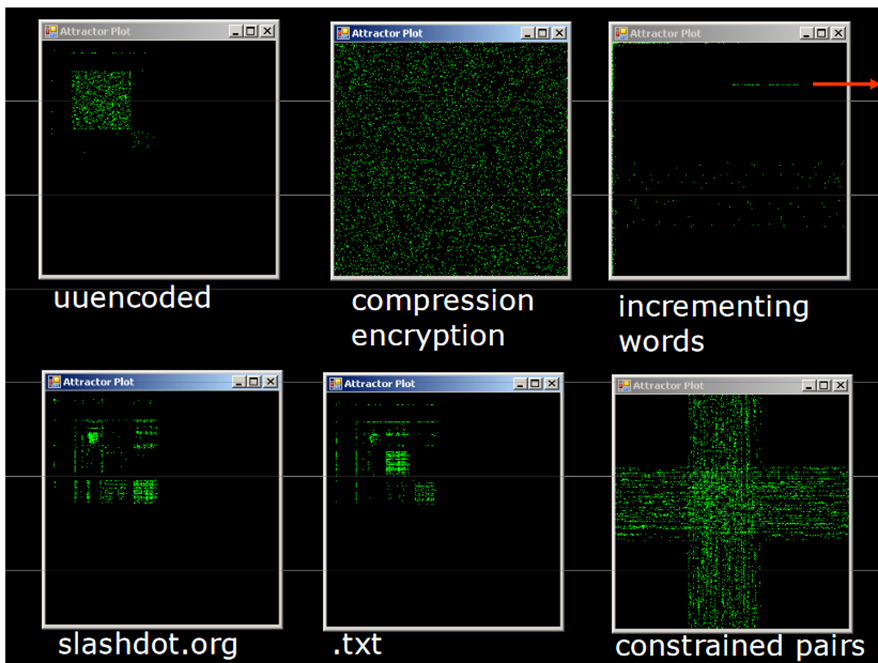 Attractor Plot
Attractor Plot
Attractor Plot
uuencoded
compression
encryption
incrementing
words
Attractor Plot
Attractor Plot
Attractor Plot
slashdot.org
.txt
constrained pairs